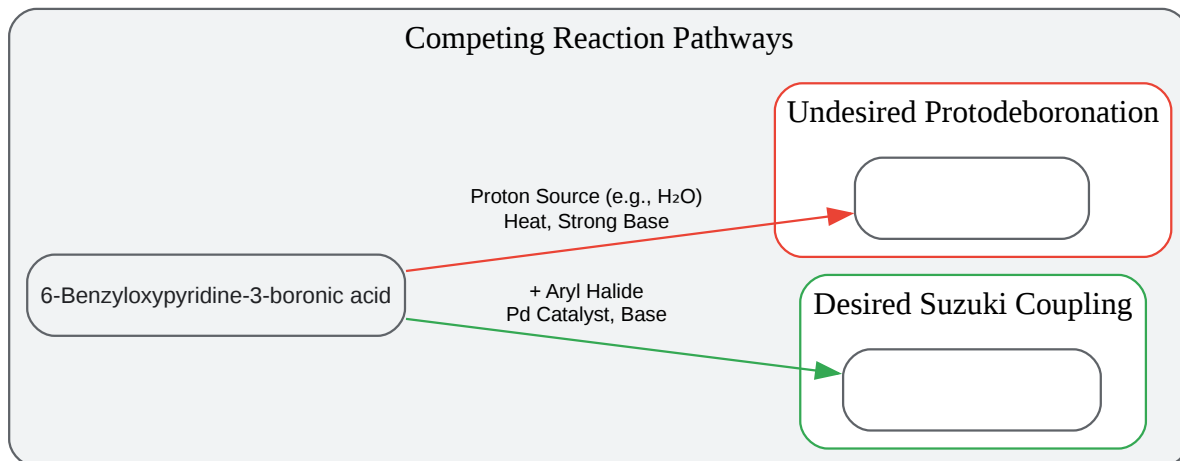 Competing Reaction Pathways
Undesired Protodeboronation
Proton Source (e.g., H₂O)
Heat, Strong Base
6-Benzyloxypyridine-3-boronic acid
+ Aryl Halide
Pd Catalyst, Base
Desired Suzuki Coupling